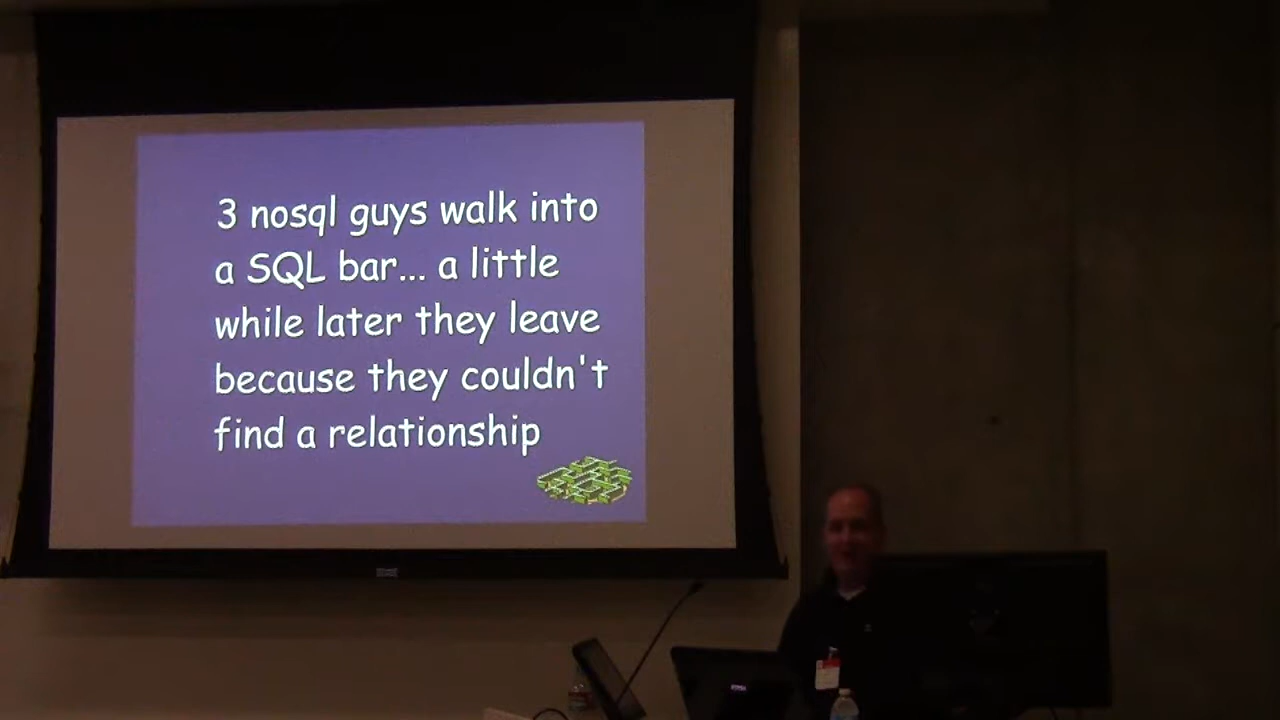 3 nosql guys walk into
a SQL bar... a little
while later they leave
because they couldn't
find a relationship